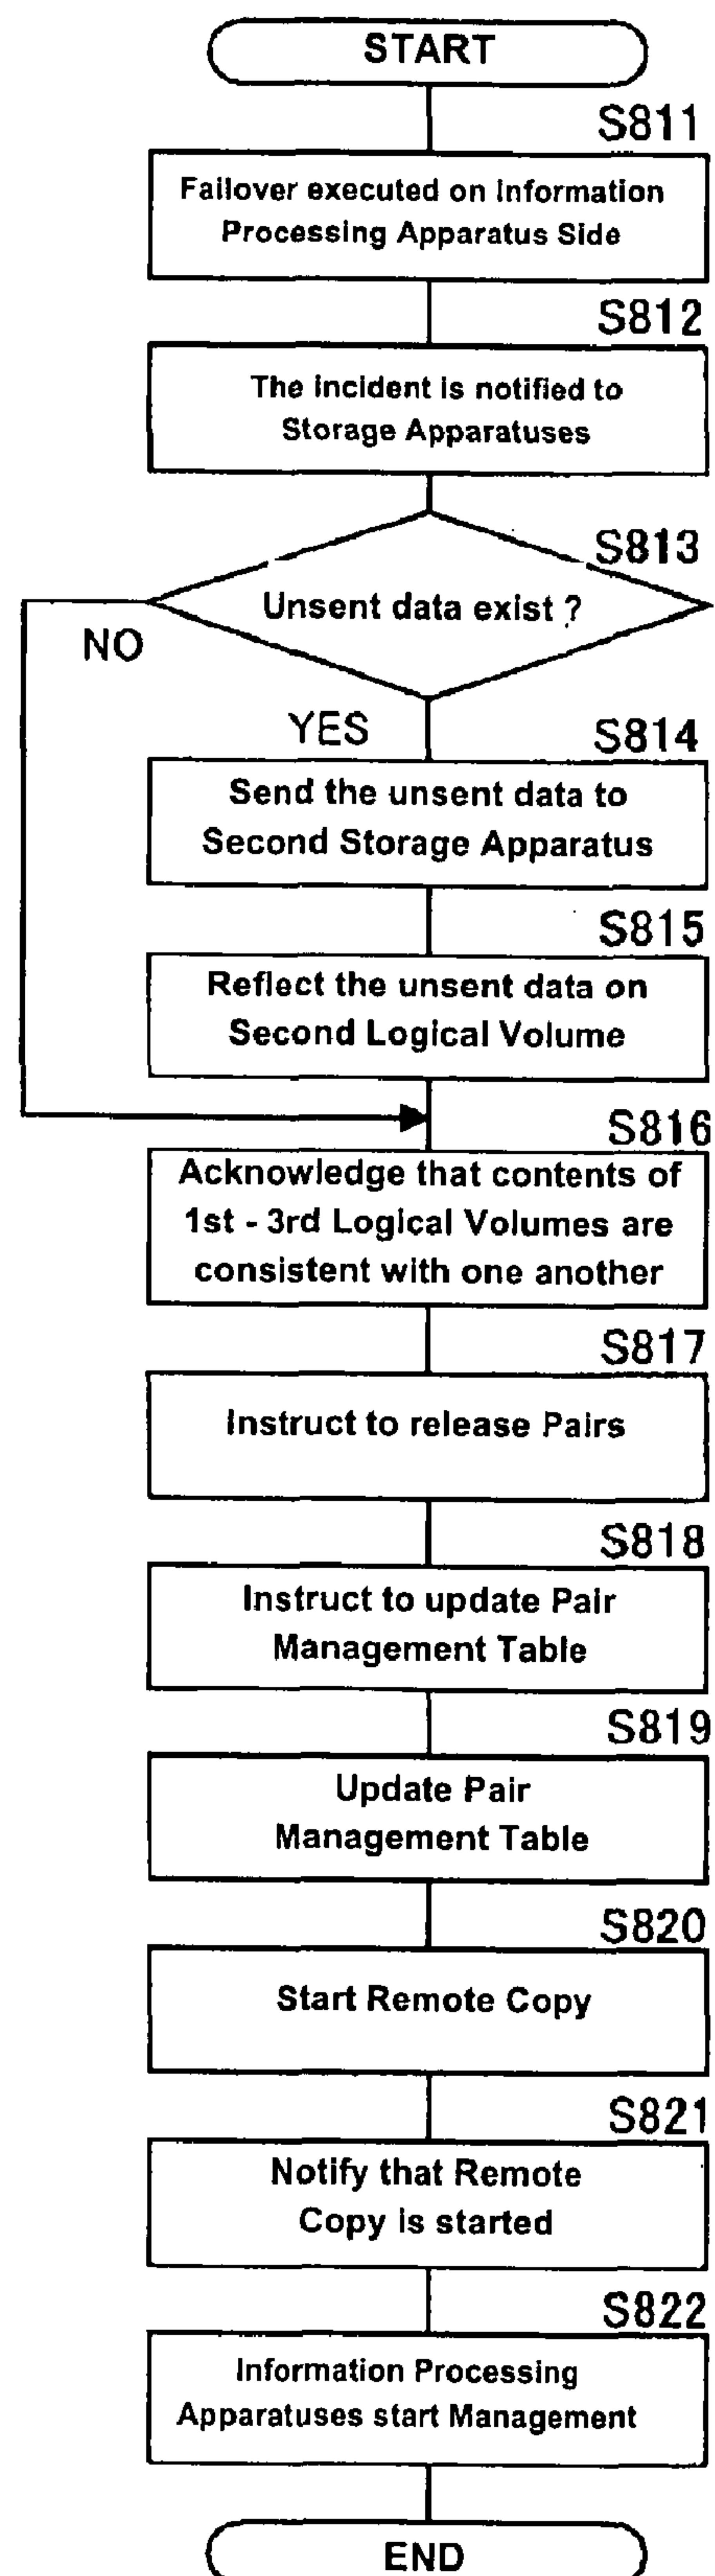 START
S811
Failover executed on Information
Processing Apparatus Side
S812
The incident is notified to
Storage Apparatuses
S813
Unsent data exist ?
NO
YES
S814
Send the unsent data to
Second Storage Apparatus
S815
Reflect the unsent data on
Second Logical Volume
S816
Acknowledge that contents of
1st - 3rd Logical Volumes are
consistent with one another
S817
Instruct to release Pairs
S818
Instruct to update Pair
Management Table
S819
Update Pair
Management Table
S820
Start Remote Copy
S821
Notify that Remote
Copy is started
S822
Information Processing
Apparatuses start Management
END